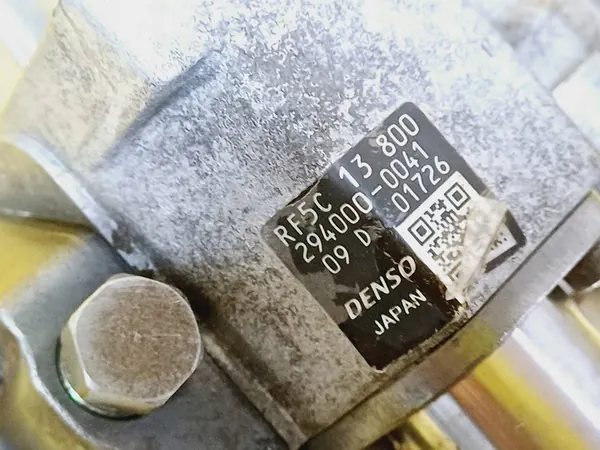 RF5C 13 800
294000-0041
09 D 01726
DENSO
JAPAN